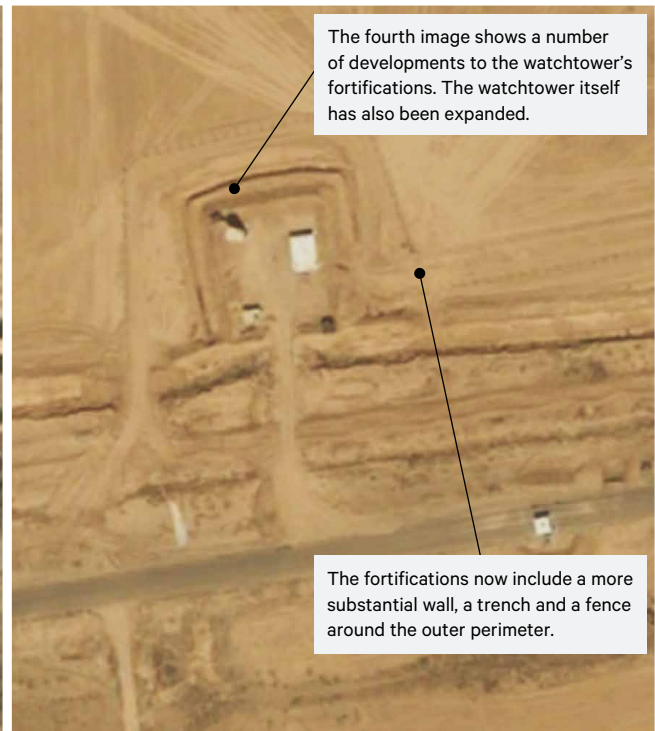 The fourth image shows a number
of developments to the watchtower’s
fortifications. The watchtower itself
has also been expanded.
The fortifications now include a more
substantial wall, a trench and a fence
around the outer perimeter.